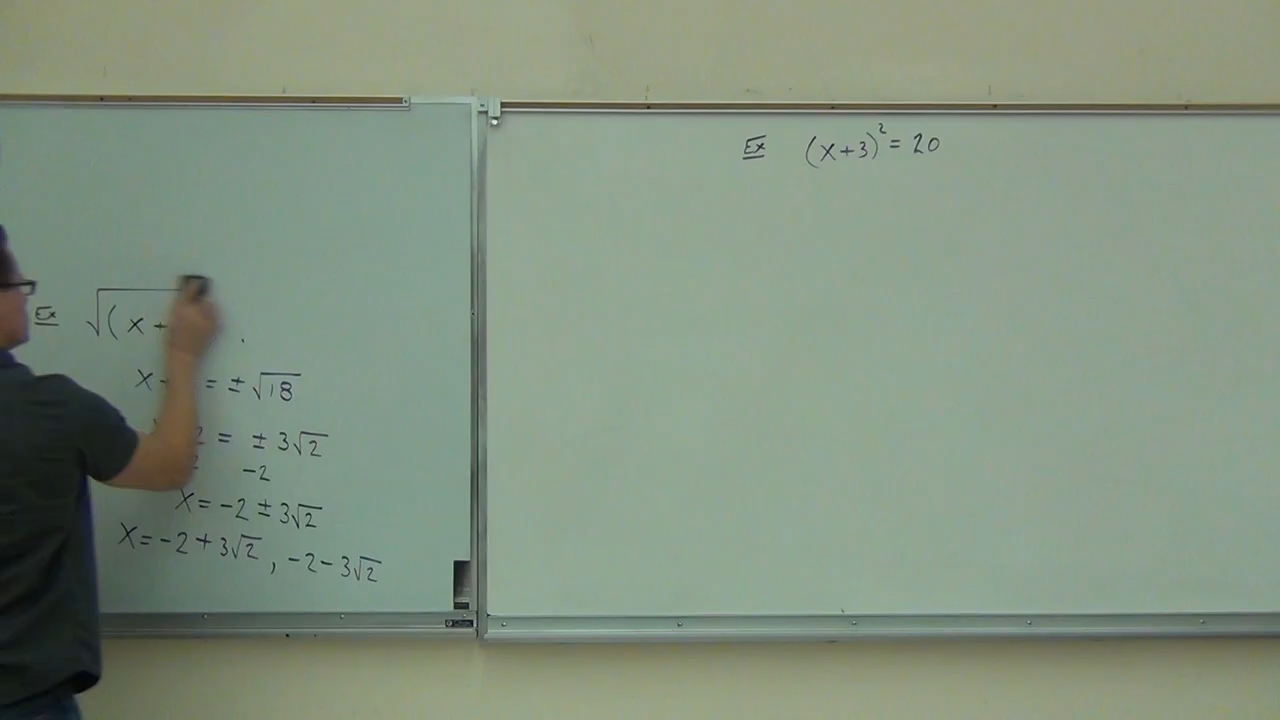 Ex √(x+
x = ±√18
2 = ±3√2
-2
x = -2 ± 3√2
x = -2 + 3√2, -2 - 3√2
Ex (x+3)² = 20